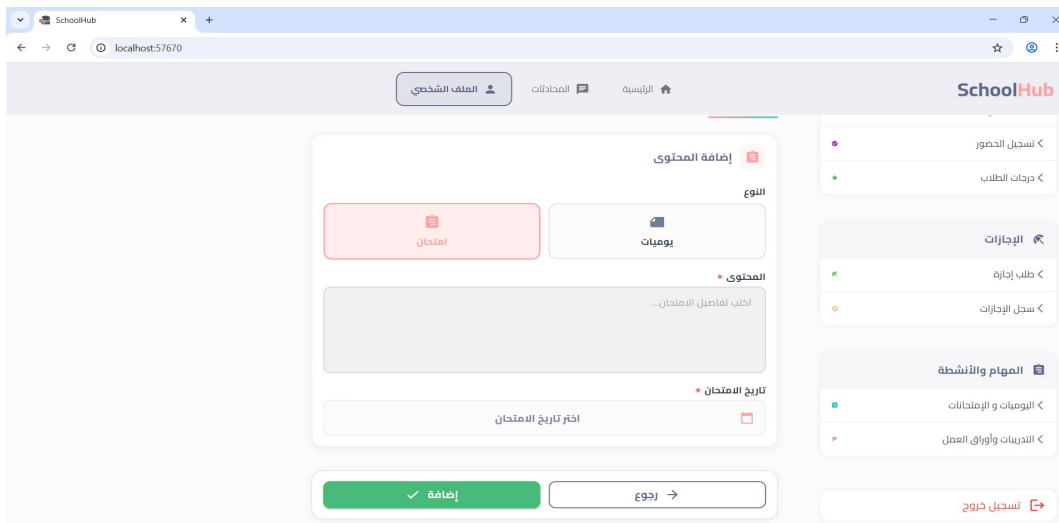 SchoolHub
localhost:57670
SchoolHub
الرئيسية
المحادثات
الملف الشخصي
تسجيل الحضور
درجات الطلاب
الإجازات
طلب إجازة
سجل الإجازات
المهام والأنشطة
اليوميات و الإمتحانات
التدريبات وأوراق العمل
تسجيل خروج
إضافة المحتوى
النوع
يوميات
امتحان
المحتوى *
اكتب تفاصيل الامتحان...
تاريخ الامتحان *
اختر تاريخ الامتحان
رجوع
إضافة